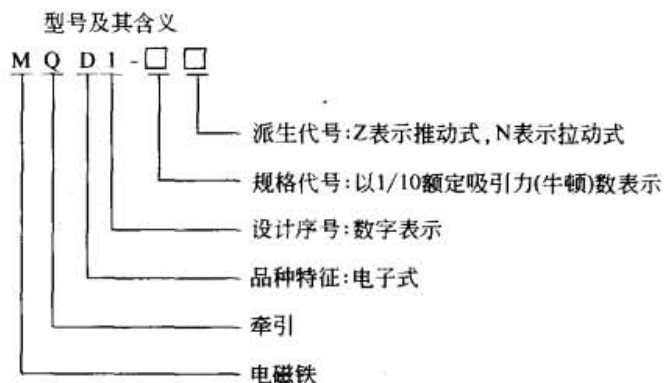 型号及其含义
M Q D 1 - □ □
派生代号:Z表示推动式,N表示拉动式
规格代号:以1/10额定吸引力(牛顿)数表示
设计序号:数字表示
品种特征:电子式
牵引
电磁铁